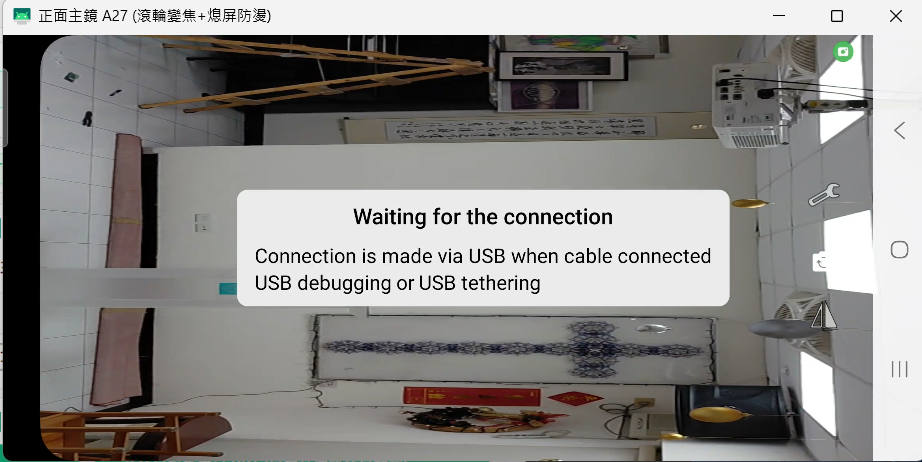 正面主鏡 A27 (滾輪變焦+熄屏防燙)
Waiting for the connection
Connection is made via USB when cable connected
USB debugging or USB tethering